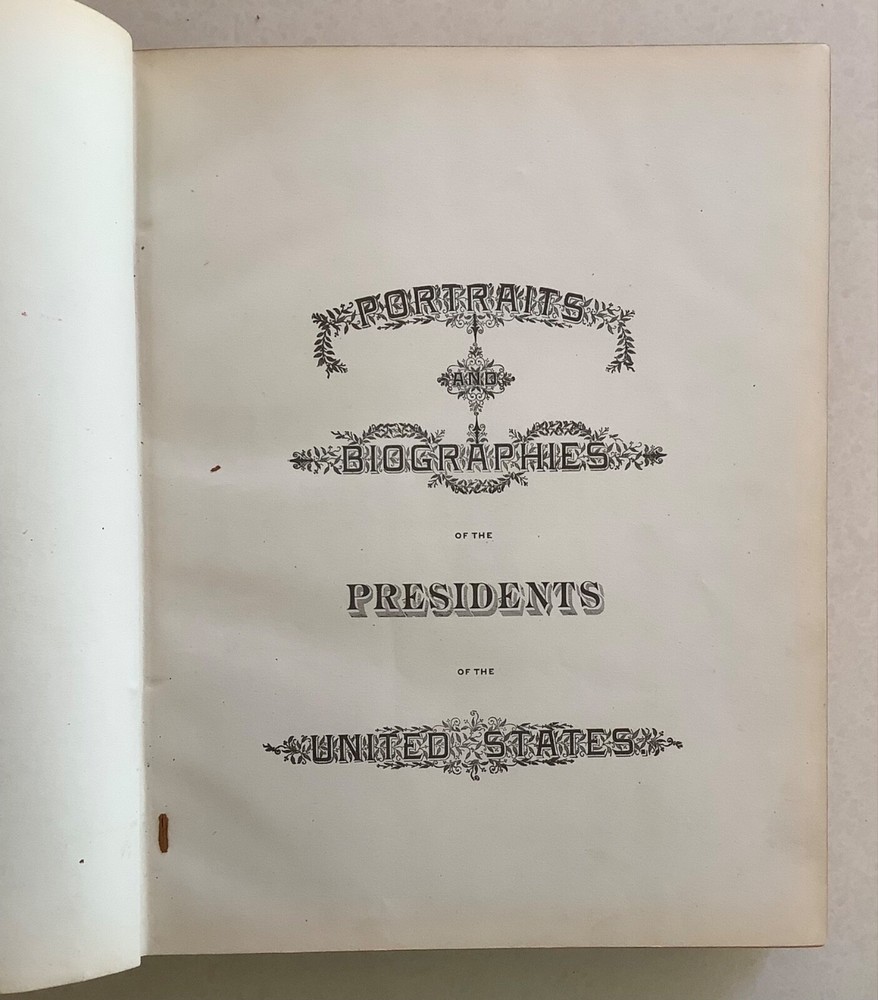 PORTRAITS
AND
BIOGRAPHIES
OF THE
PRESIDENTS
OF THE
UNITED STATES.